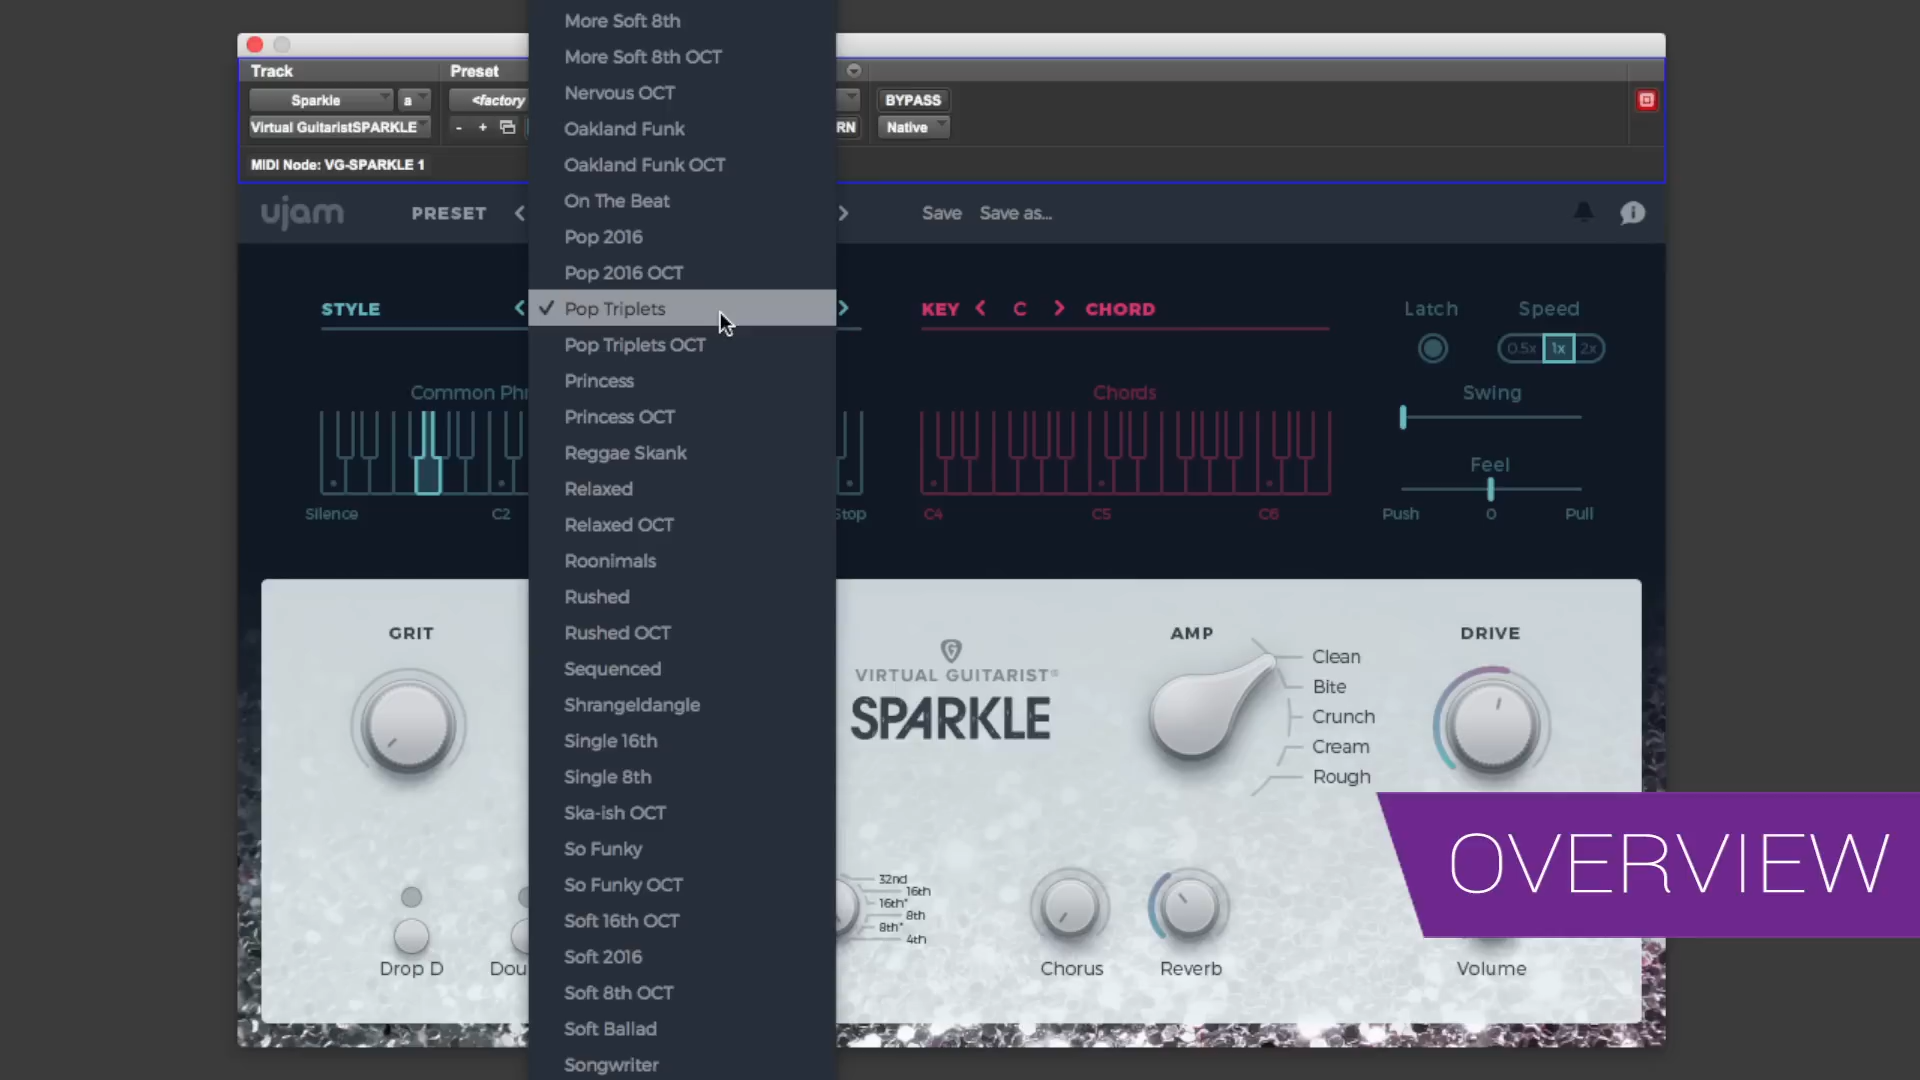 Track
Preset
Sparkle
a
<factory
BYPASS
Virtual GuitaristSPARKLE
- +
RN
Native
MIDI Node: VG-SPARKLE 1
ujam
PRESET
Save
Save as...
STYLE
KEY
C
CHORD
Latch
Speed
0.5x
1x
2x
Common Phr
Chords
Swing
Feel
Silence
C2
Stop
C4
C5
C6
Push
0
Pull
More Soft 8th
More Soft 8th OCT
Nervous OCT
Oakland Funk
Oakland Funk OCT
On The Beat
Pop 2016
Pop 2016 OCT
Pop Triplets
Pop Triplets OCT
Princess
Princess OCT
Reggae Skank
Relaxed
Relaxed OCT
Roonimals
Rushed
Rushed OCT
Sequenced
Shrangeldangle
Single 16th
Single 8th
Ska-ish OCT
So Funky
So Funky OCT
Soft 16th OCT
Soft 2016
Soft 8th OCT
Soft Ballad
Songwriter
GRIT
VIRTUAL GUITARIST®
SPARKLE
AMP
Clean
Bite
Crunch
Cream
Rough
DRIVE
OVERVIEW
32nd
16th
16th*
8th
8th*
4th
Drop D
Dou
Chorus
Reverb
Volume